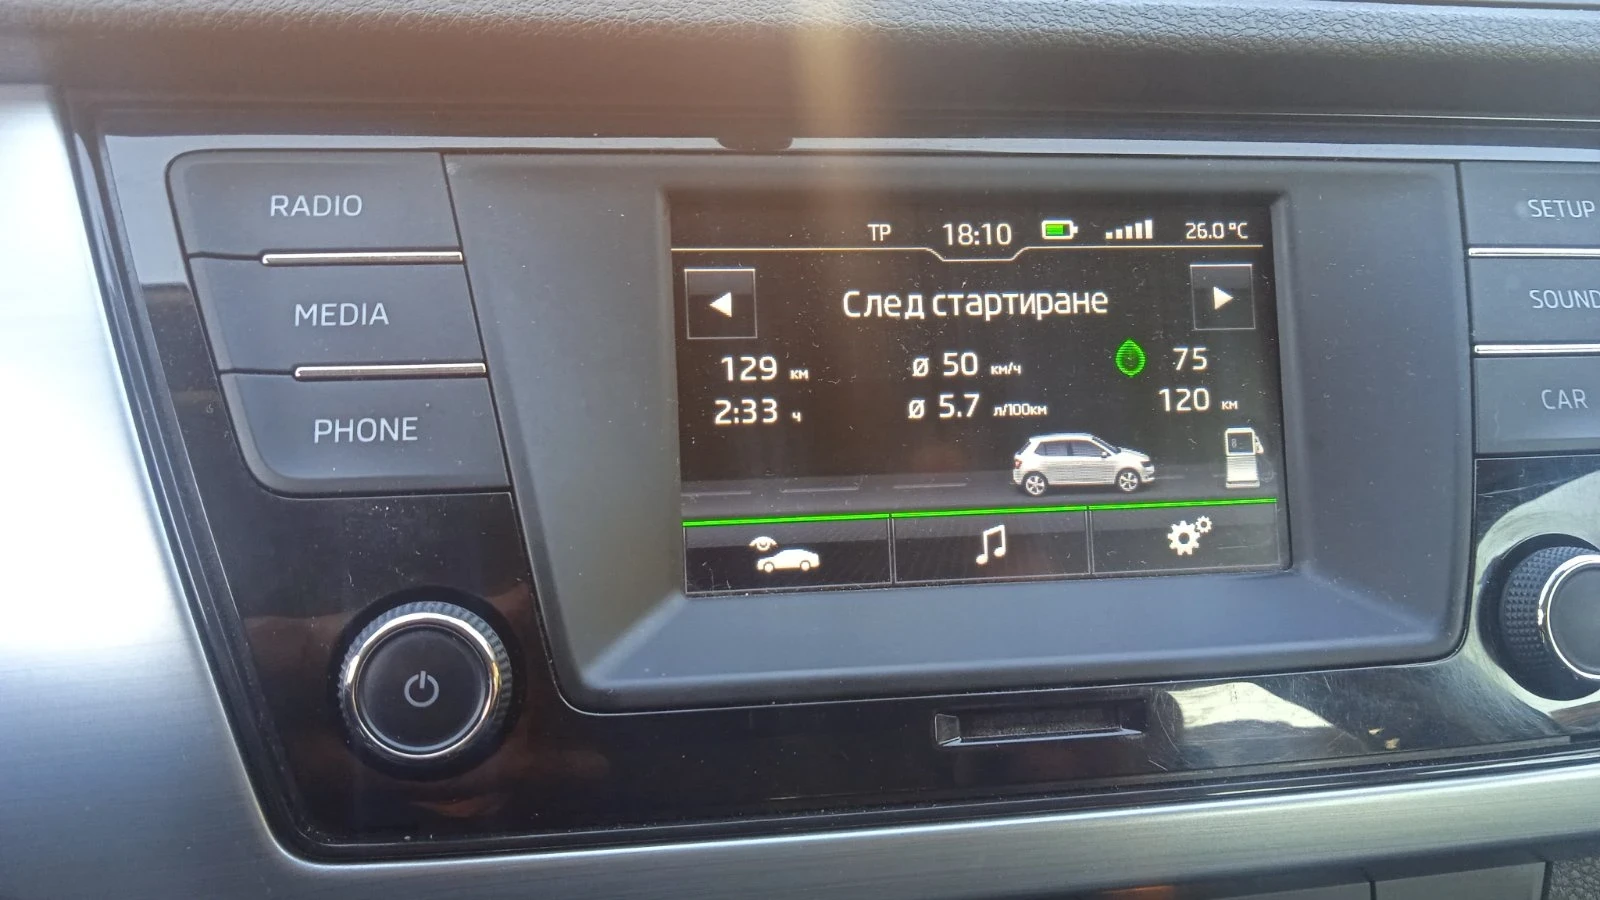 RADIO
MEDIA
PHONE
TP 18:10 26.0 °C
След стартиране
129 км ø 50 км/ч 75
2:33 ч ø 5.7 л/100км 120 км
SETUP
SOUND
CAR